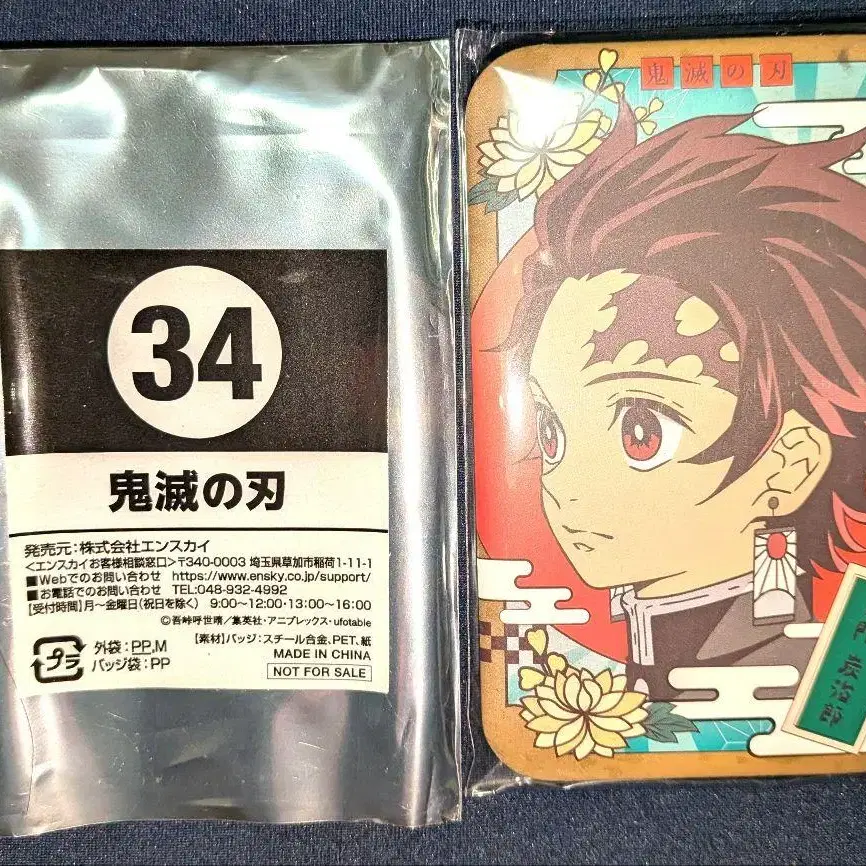 34
鬼滅の刃
発売元：株式会社エンスカイ
<エンスカイお客様相談窓口>〒340-0003 埼玉県草加市稲荷1-11-1
■Webでのお問い合わせ https://www.ensky.co.jp/support/
■お電話でのお問い合わせ TEL:048-932-4992
【受付時間】月～金曜日(祝日を除く) 9:00～12:00・13:00～16:00
©吾峠呼世晴／集英社・アニプレックス・ufotable
【素材】バッジ：スチール合金、PET、紙
MADE IN CHINA
NOT FOR SALE
プラ
外袋：PP,M
バッジ袋：PP
鬼滅の刃
門炭治郎